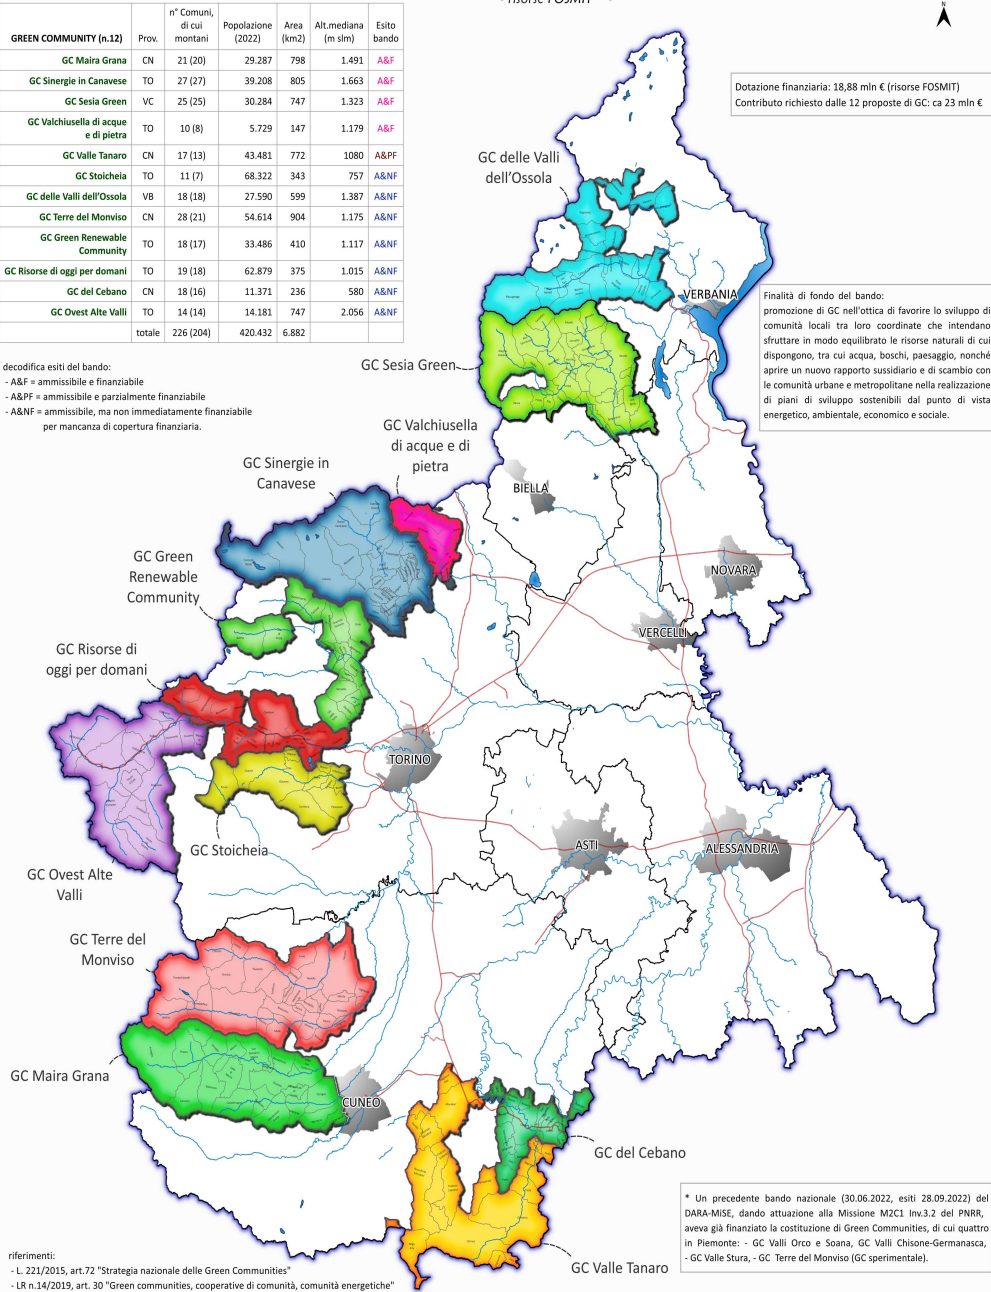 - risorse FOSMIT -
N
GREEN COMMUNITY (n.12) Prov. n° Comuni, di cui montani Popolazione (2022) Area (km2) Alt.mediana (m slm) Esito bando
GC Maira Grana CN 21 (20) 29.287 798 1.491 A&F
GC Sinergie in Canavese TO 27 (27) 39.208 805 1.663 A&F
GC Sesia Green VC 25 (25) 30.284 747 1.323 A&F
GC Valchiusella di acque e di pietra TO 10 (8) 5.729 147 1.179 A&F
GC Valle Tanaro CN 17 (13) 43.481 772 1080 A&PF
GC Stoicheia TO 11 (7) 68.322 343 757 A&NF
GC delle Valli dell'Ossola VB 18 (18) 27.590 599 1.387 A&NF
GC Terre del Monviso CN 28 (21) 54.614 904 1.175 A&NF
GC Green Renewable Community TO 18 (17) 33.486 410 1.117 A&NF
GC Risorse di oggi per domani TO 19 (18) 62.879 375 1.015 A&NF
GC del Cebano CN 18 (16) 11.371 236 580 A&NF
GC Ovest Alte Valli TO 14 (14) 14.181 747 2.056 A&NF
totale 226 (204) 420.432 6.882
decodifica esiti del bando:
- A&F = ammissibile e finanziabile
- A&PF = ammissibile e parzialmente finanziabile
- A&NF = ammissibile, ma non immediatamente finanziabile
per mancanza di copertura finanziaria.
Dotazione finanziaria: 18,88 mln € (risorse FOSMIT)
Contributo richiesto dalle 12 proposte di GC: ca 23 mln €
GC delle Valli
dell'Ossola
VERBANIA
Finalità di fondo del bando:
promozione di GC nell'ottica di favorire lo sviluppo di
comunità locali tra loro coordinate che intendano
sfruttare in modo equilibrato le risorse naturali di cui
dispongono, tra cui acqua, boschi, paesaggio, nonché
aprire un nuovo rapporto sussidiario e di scambio con
le comunità urbane e metropolitane nella realizzazione
di piani di sviluppo sostenibili dal punto di vista
energetico, ambientale, economico e sociale.
GC Sesia Green
GC Valchiusella
di acque e di
pietra
GC Sinergie in
Canavese
BIELLA
GC Green
Renewable
Community
NOVARA
VERCELLI
GC Risorse di
oggi per domani
TORINO
GC Stoicheia
ASTI
ALESSANDRIA
GC Ovest Alte
Valli
GC Terre del
Monviso
GC Maira Grana
CUNEO
GC del Cebano
GC Valle Tanaro
* Un precedente bando nazionale (30.06.2022, esiti 28.09.2022) del
DARA-MiSE, dando attuazione alla Missione M2C1 Inv.3.2 del PNRR,
aveva già finanziato la costituzione di Green Communities, di cui quattro
in Piemonte: - GC Valli Orco e Soana, GC Valli Chisone-Germanasca,
- GC Valle Stura, - GC Terre del Monviso (GC sperimentale).
riferimenti:
- L. 221/2015, art.72 "Strategia nazionale delle Green Communities"
- LR n.14/2019, art. 30 "Green communities, cooperative di comunità, comunità energetiche"